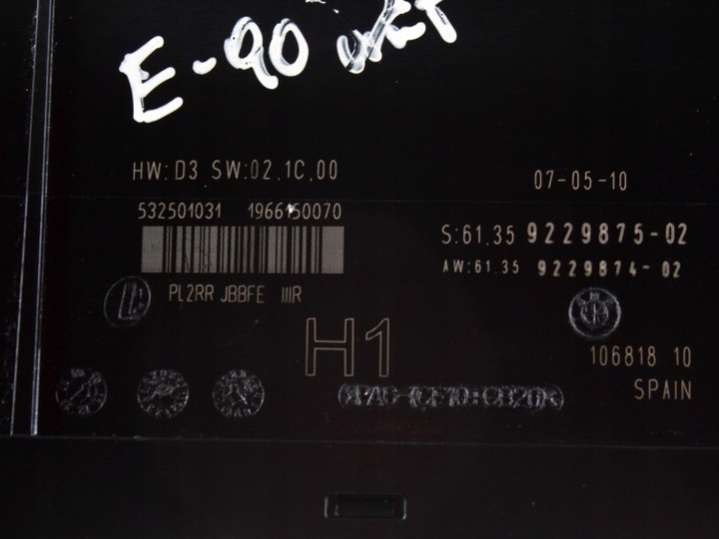 E-90
HW: D3 SW:02.1C.00
07-05-10
532501031 1966150070
S:61.35 9229875-02
AW:61.35 9229874-02
PL2RR JBBFE IIIR
H1
106818 10
SPAIN